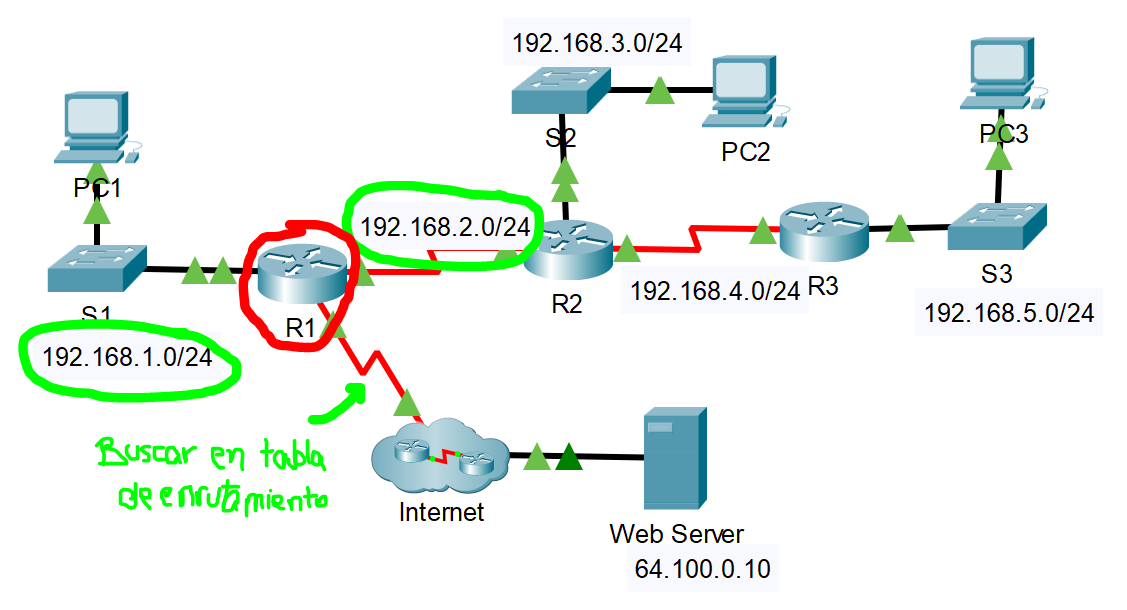 192.168.3.0/24
S2
PC2
PC3
PC1
192.168.2.0/24
R1
R2
192.168.4.0/24
R3
S3
192.168.5.0/24
S1
192.168.1.0/24
Buscar en tabla
de enrutamiento
Internet
Web Server
64.100.0.10